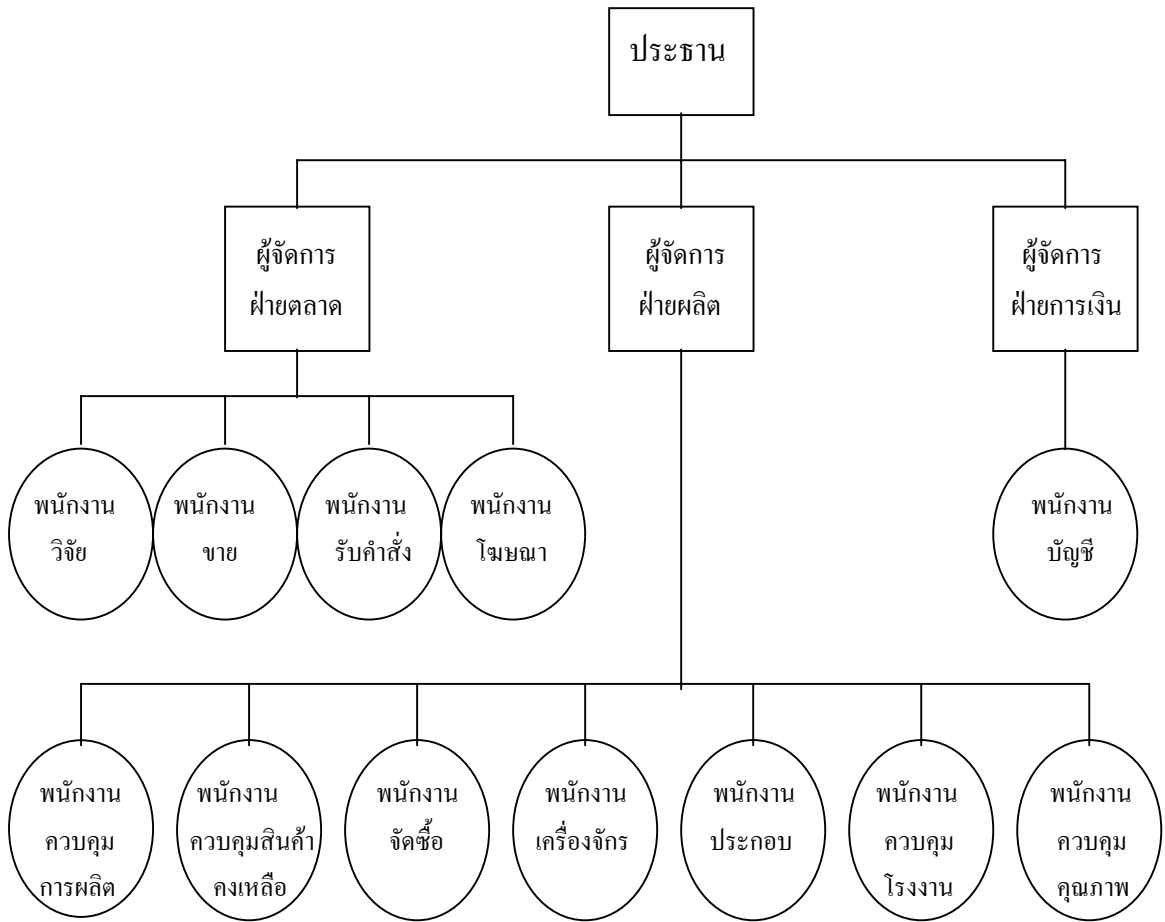 ประธาน
ผู้จัดการ
ฝ่ายตลาด
ผู้จัดการ
ฝ่ายผลิต
ผู้จัดการ
ฝ่ายการเงิน
พนักงาน
วิจัย
พนักงาน
ขาย
พนักงาน
รับคำสั่ง
พนักงาน
โฆษณา
พนักงาน
บัญชี
พนักงาน
ควบคุม
การผลิต
พนักงาน
ควบคุมสินค้า
คงเหลือ
พนักงาน
จัดซื้อ
พนักงาน
เครื่องจักร
พนักงาน
ประกอบ
พนักงาน
ควบคุม
โรงงาน
พนักงาน
ควบคุม
คุณภาพ